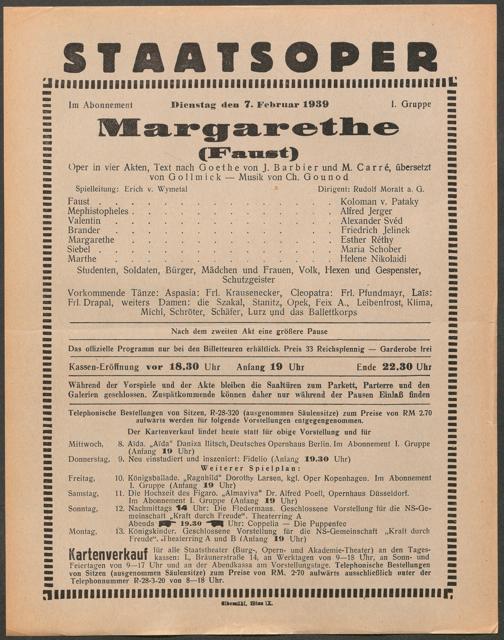 STAATSOPER
Im Abonnement Dienstag den 7. Februar 1939 I. Gruppe
Margarethe
(Faust)
Oper in vier Akten, Text nach Goethe von J. Barbier und M. Carré, übersetzt
von Gollmick — Musik von Ch. Gounod
Spielleitung: Erich v. Wymetal Dirigent: Rudolf Moralt a. G.
Faust . . . . . . . . . . Koloman v. Pataky
Mephistopheles . . . . . . . . . . Alfred Jerger
Valentin . . . . . . . . . . Alexander Svéd
Brander . . . . . . . . . . Friedrich Jelinek
Margarethe . . . . . . . . . . Esther Réthy
Siebel . . . . . . . . . . Maria Schober
Marthe . . . . . . . . . . Helene Nikolaidi
Studenten, Soldaten, Bürger, Mädchen und Frauen, Volk, Hexen und Gespenster,
Schutzgeister
Vorkommende Tänze: Aspasia: Frl. Krausenecker, Cleopatra: Frl. Pfundmayr, Laïs:
Frl. Drapal, weiters Damen: die Szakal, Stanitz, Opek, Feix A., Leibenfrost, Klima,
Michl, Schröter, Schäfer, Lurz und das Ballettkorps
Nach dem zweiten Akt eine größere Pause
Das offizielle Programm nur bei den Billetteuren erhältlich. Preis 33 Reichspfennig — Garderobe frei
Kassen-Eröffnung vor 18.30 Uhr Anfang 19 Uhr Ende 22.30 Uhr
Während der Vorspiele und der Akte bleiben die Saaltüren zum Parkett, Parterre und den
Galerien geschlossen. Zuspätkommende können daher nur während der Pausen Einlaß finden
Telephonische Bestellungen von Sitzen, R-28-320 (ausgenommen Säulensitze) zum Preise von RM 2.70
aufwärts werden für folgende Vorstellungen entgegengenommen.
Der Kartenverkauf findet heute statt für obige Vorstellung und für
Mittwoch, 8. Aïda. „Aïda" Daniza Ilitsch, Deutsches Opernhaus Berlin. Im Abonnement I. Gruppe
(Anfang 19 Uhr)
Donnerstag, 9. Neu einstudiert und inszeniert: Fidelio (Anfang 19.30 Uhr)
Weiterer Spielplan:
Freitag, 10. Königsballade. „Ragnhild" Dorothy Larsen, kgl. Oper Kopenhagen. Im Abonnement
I. Gruppe (Anfang 19 Uhr)
Samstag, 11. Die Hochzeit des Figaro. „Almaviva" Dr. Alfred Poell, Opernhaus Düsseldorf.
Im Abonnement I. Gruppe (Anfang 19 Uhr)
Sonntag, 12. Nachmittags 14 Uhr: Die Fledermaus. Geschlossene Vorstellung für die NS-Ge-
meinschaft „Kraft durch Freude". Theaterring A
Abends 19.30 Uhr: Coppelia — Die Puppenfee
Montag, 13. Königskinder. Geschlossene Vorstellung für die NS-Gemeinschaft „Kraft durch
Freude". Theaterring A und B (Anfang 19 Uhr)
Kartenverkauf für alle Staatstheater (Burg-, Opern- und Akademie-Theater) an den Tages-
kassen: I., Bräunerstraße 14, an Werktagen von 9—18 Uhr, an Sonn- und
Feiertagen von 9—17 Uhr und an der Abendkassa am Vorstellungstage. Telephonische Bestellungen
von Sitzen (ausgenommen Säulensitze) zum Preise von RM. 2·70 aufwärts ausschließlich unter der
Telephonnummer R-28-3-20 von 8—18 Uhr.
Elbemühl, Wien IX.